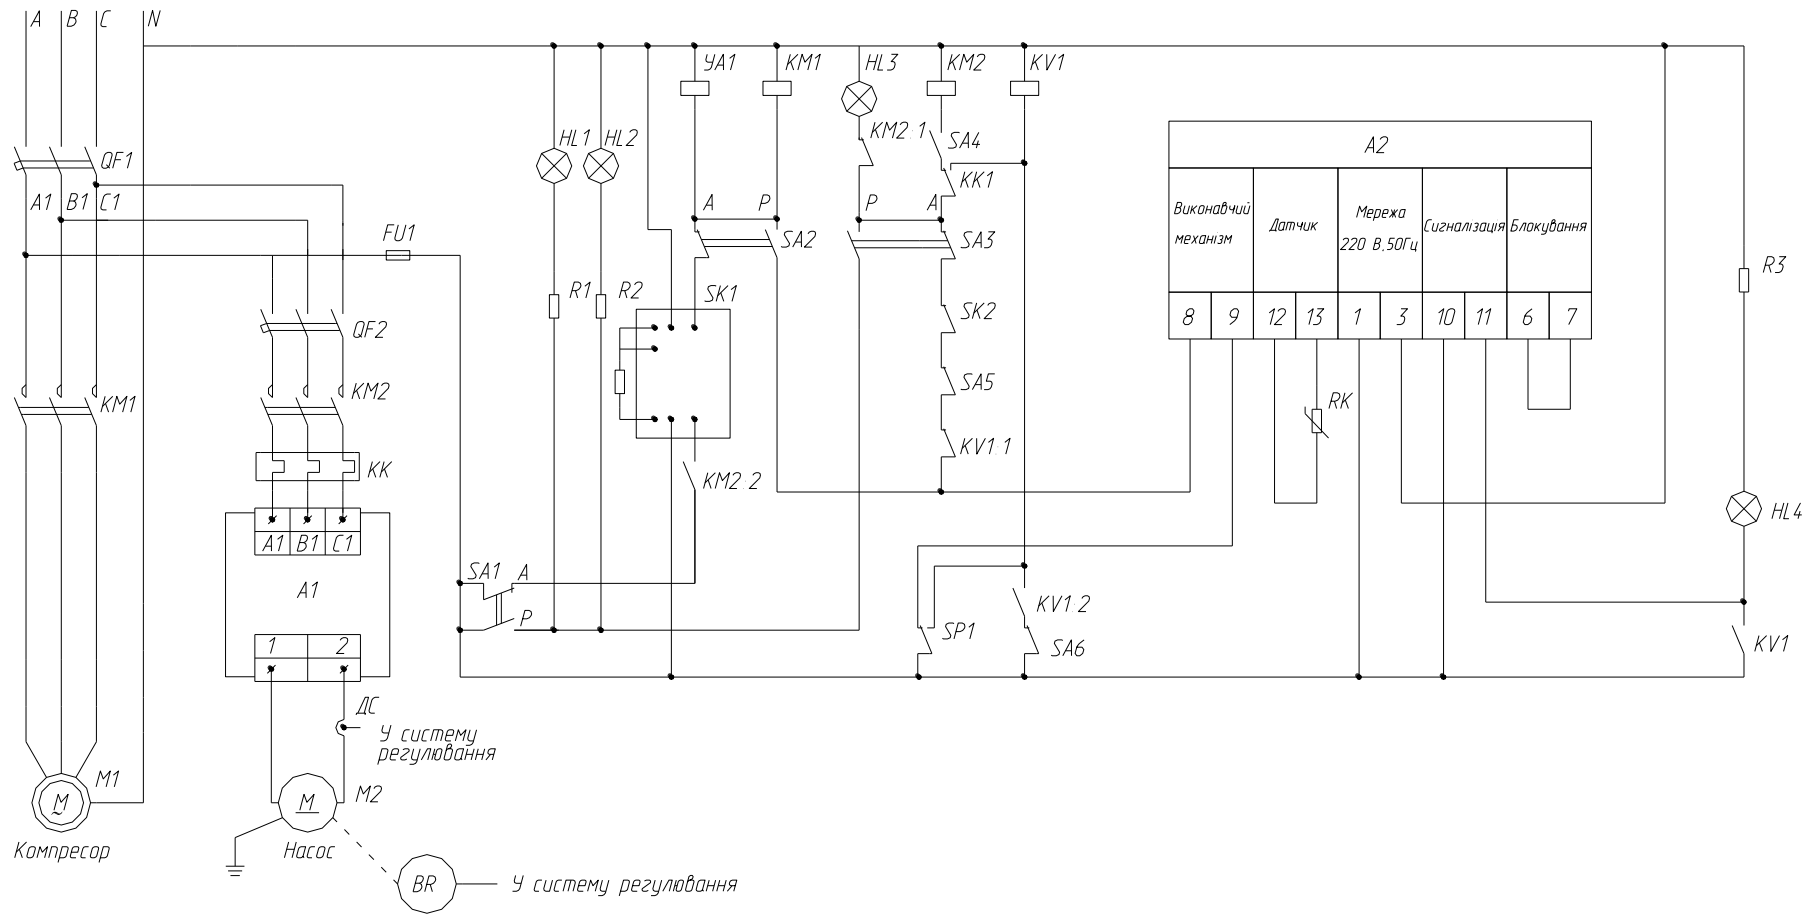 A B C N
YA1 KM1 HL3 KM2 KV1
HL1 HL2 KM2:1 SA4
QF1 A2
KK1
A1 B1 C1 A P P A
Виконавчий механізм
Датчик
Мережа 220 В,50Гц
Сигналізація
Блокування
FU1 SA2 SA3
R3
R1 R2 SK1 SK2
8 9 12 13 1 3 10 11 6 7
QF2
KM2 SA5
KM1 RK
KV1:1
KK KM2:2
HL4
A1 B1 C1
SA1 A
A1 KV1:2
P SP1
1 2 SA6 KV1
ДС
У систему
регулювання
M1 M2
M M
Компресор Насос
BR У систему регулювання